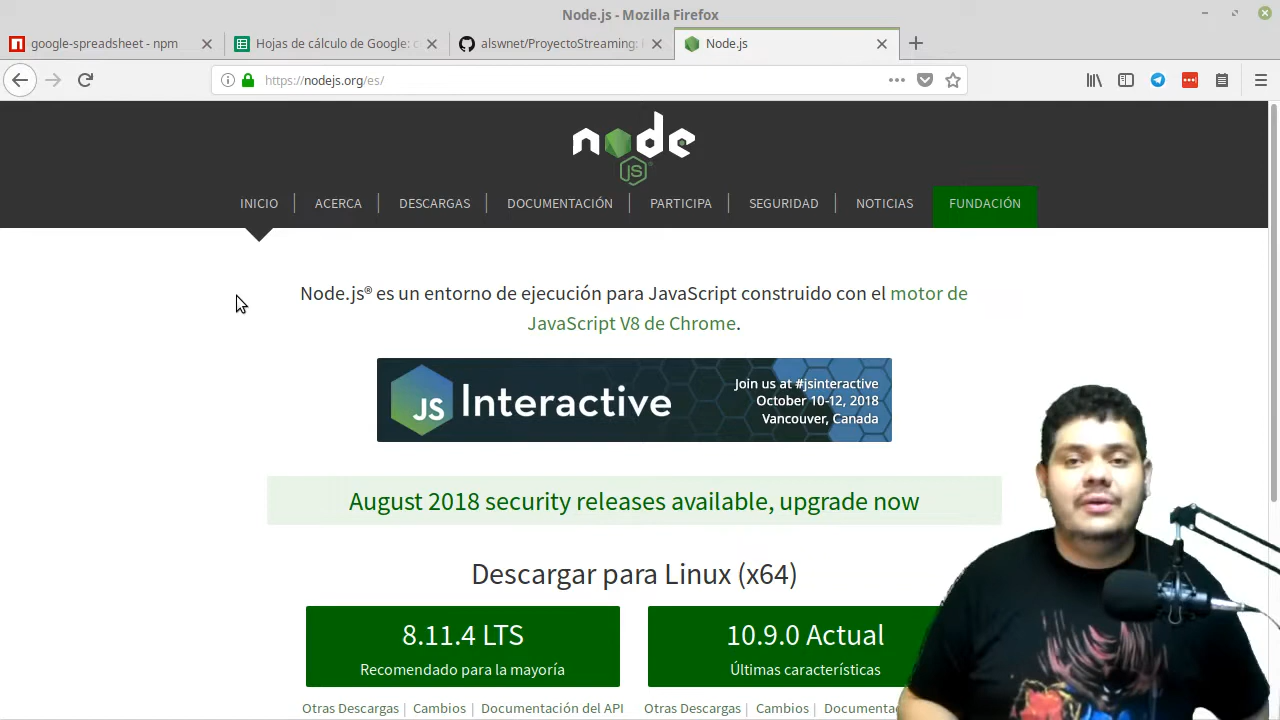 Node.js - Mozilla Firefox
google-spreadsheet - npm
Hojas de cálculo de Google: c
alswnet/ProyectoStreaming:
Node.js
https://nodejs.org/es/
node
JS
INICIO
ACERCA
DESCARGAS
DOCUMENTACIÓN
PARTICIPA
SEGURIDAD
NOTICIAS
FUNDACIÓN
Node.js® es un entorno de ejecución para JavaScript construido con el motor de
JavaScript V8 de Chrome.
JS Interactive
Join us at #jsinteractive
October 10-12, 2018
Vancouver, Canada
August 2018 security releases available, upgrade now
Descargar para Linux (x64)
8.11.4 LTS
Recomendado para la mayoría
10.9.0 Actual
Últimas características
Otras Descargas | Cambios | Documentación del API
Otras Descargas | Cambios | Documenta